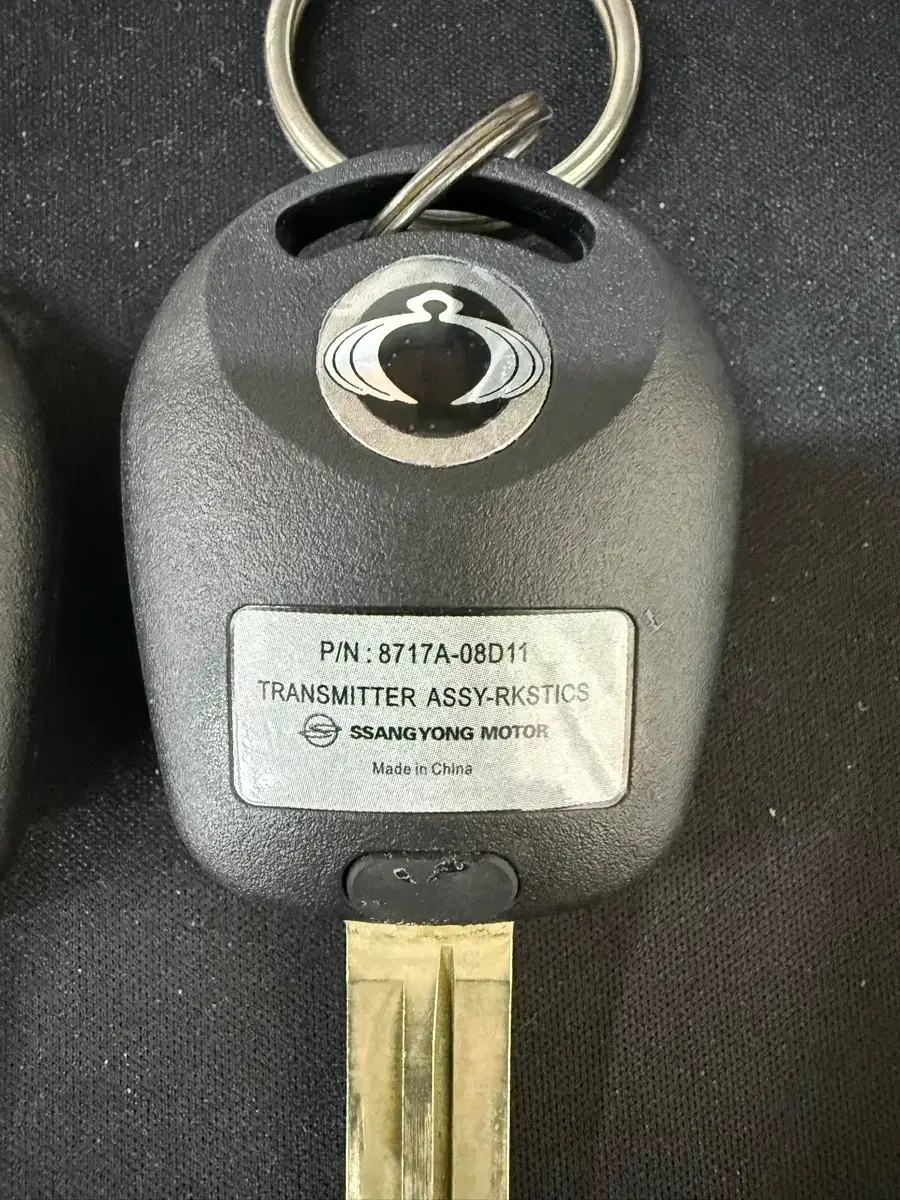 P/N : 8717A-08D11
TRANSMITTER ASSY-RKSTICS
SSANGYONG MOTOR
Made in China